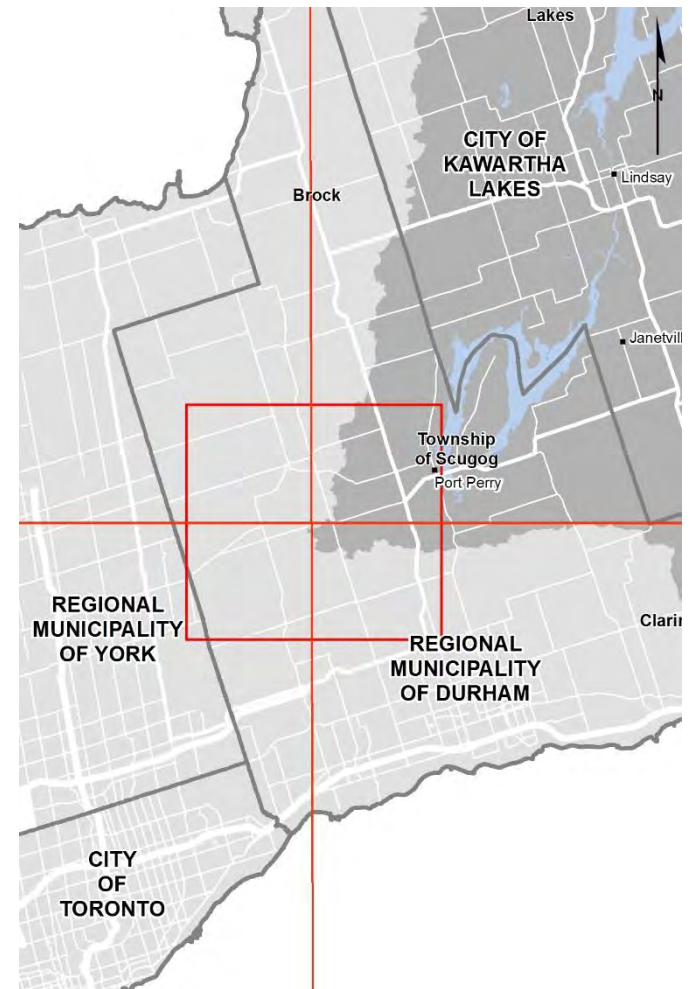 Lakes
N
CITY OF
KAWARTHA
LAKES
Lindsay
Brock
Janetvill
Township
of Scugog
Port Perry
REGIONAL
MUNICIPALITY
OF YORK
Clarin
REGIONAL
MUNICIPALITY
OF DURHAM
CITY
OF
TORONTO